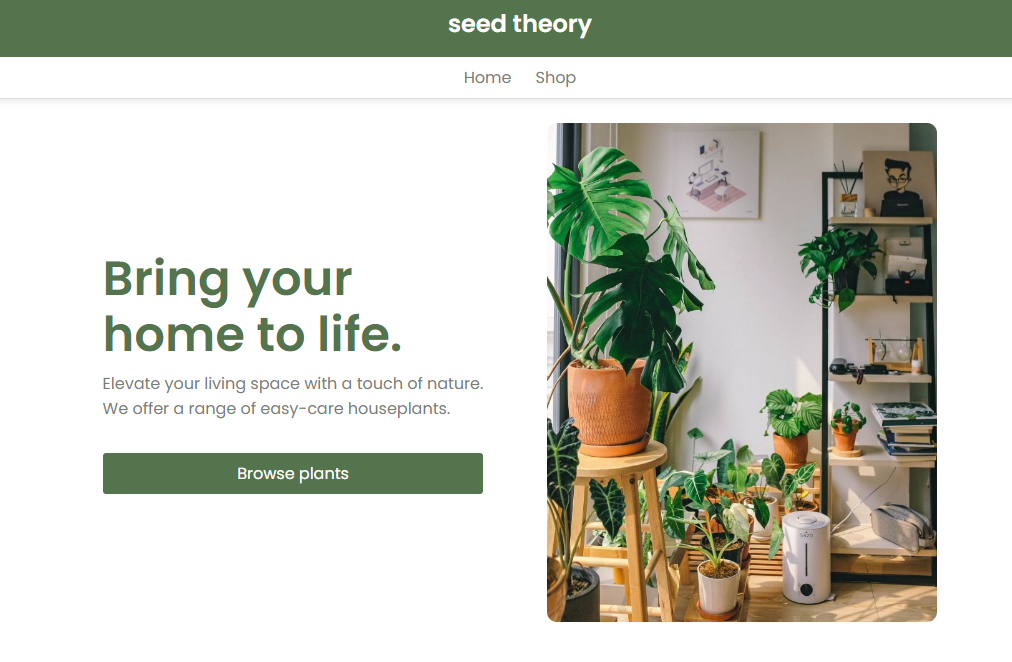 seed theory
Home Shop
Bring your
home to life.
Elevate your living space with a touch of nature.
We offer a range of easy-care houseplants.
Browse plants